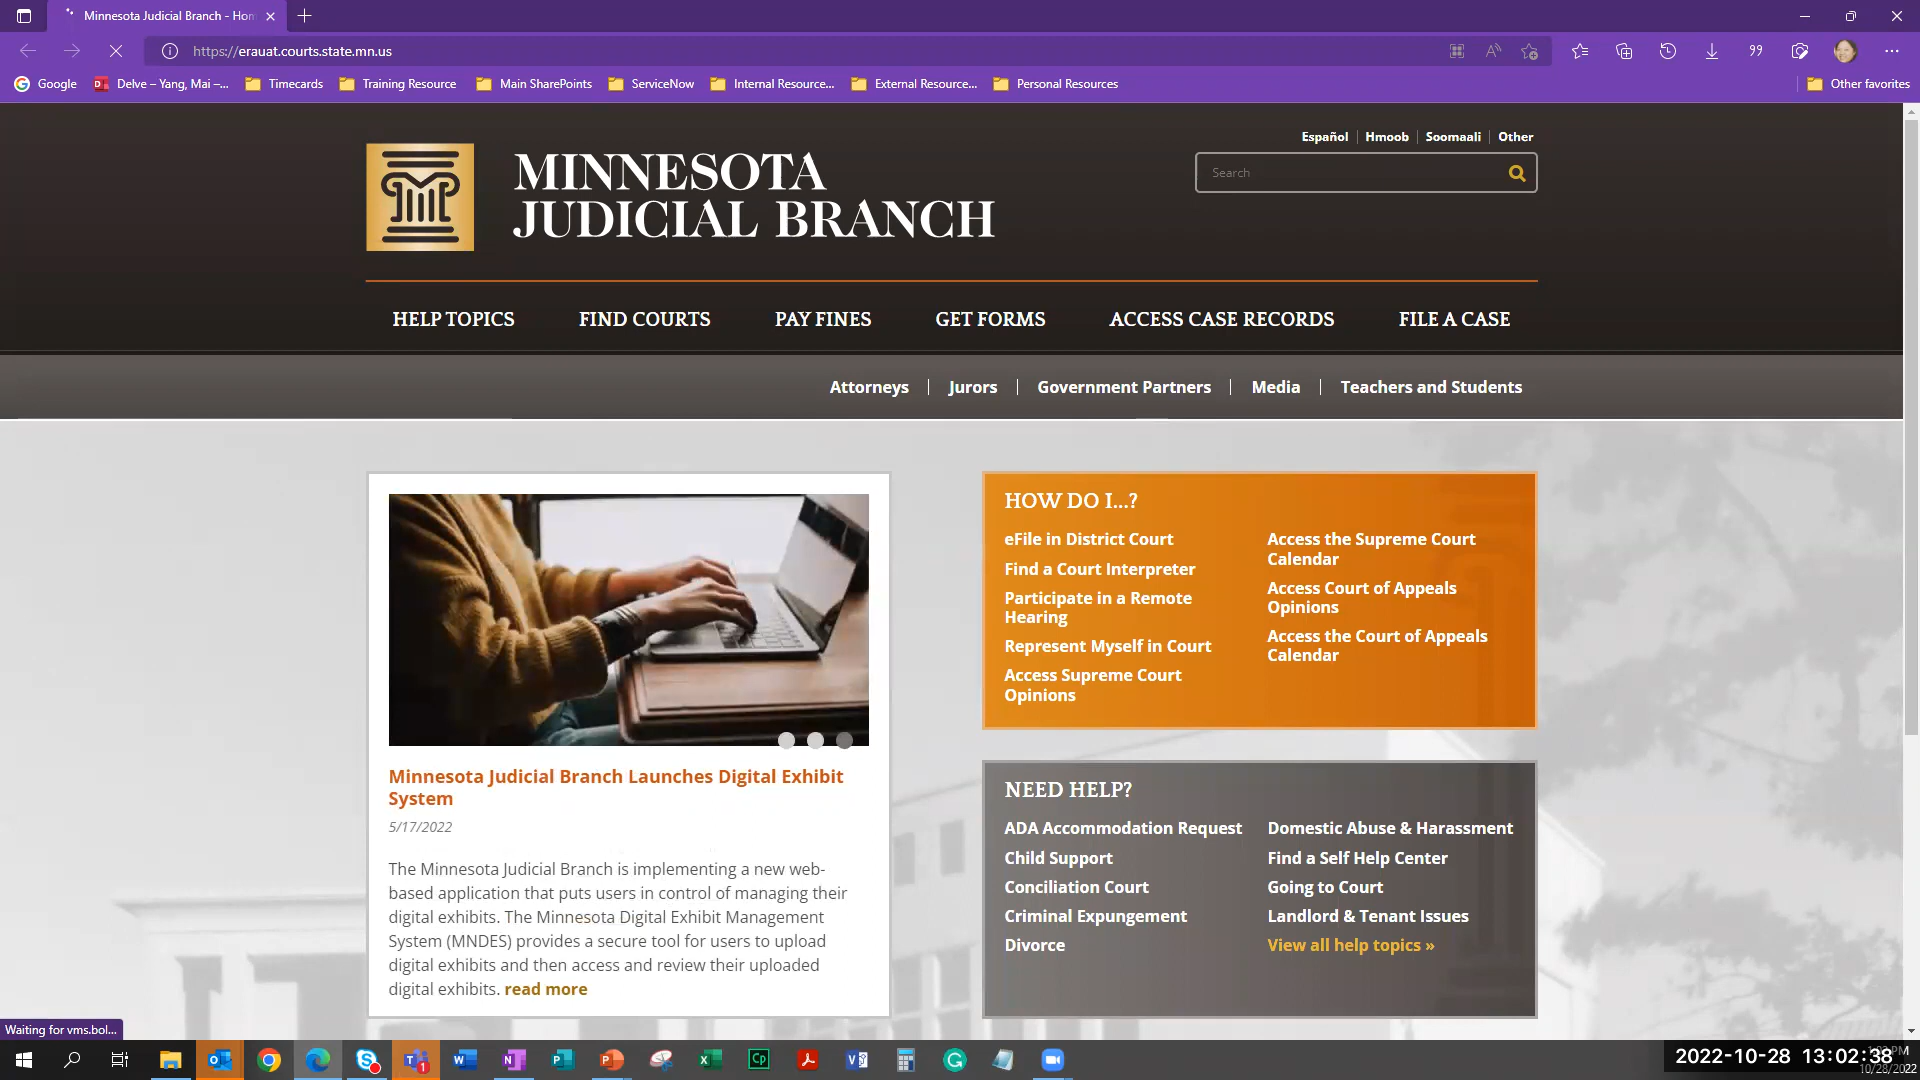 Minnesota Judicial Branch - Hom
https://erauat.courts.state.mn.us
Google
Delve – Yang, Mai –...
Timecards
Training Resource
Main SharePoints
ServiceNow
Internal Resource...
External Resource...
Personal Resources
Other favorites
Español
Hmoob
Soomaali
Other
MINNESOTA
JUDICIAL BRANCH
Search
HELP TOPICS
FIND COURTS
PAY FINES
GET FORMS
ACCESS CASE RECORDS
FILE A CASE
Attorneys
Jurors
Government Partners
Media
Teachers and Students
Minnesota Judicial Branch Launches Digital Exhibit
System
5/17/2022
The Minnesota Judicial Branch is implementing a new web-
based application that puts users in control of managing their
digital exhibits. The Minnesota Digital Exhibit Management
System (MNDES) provides a secure tool for users to upload
digital exhibits and then access and review their uploaded
digital exhibits. read more
HOW DO I...?
eFile in District Court
Find a Court Interpreter
Participate in a Remote
Hearing
Represent Myself in Court
Access Supreme Court
Opinions
Access the Supreme Court
Calendar
Access Court of Appeals
Opinions
Access the Court of Appeals
Calendar
NEED HELP?
ADA Accommodation Request
Child Support
Conciliation Court
Criminal Expungement
Divorce
Domestic Abuse & Harassment
Find a Self Help Center
Going to Court
Landlord & Tenant Issues
View all help topics »
Waiting for vms.bol...
2022-10-28 13:02:38
10/28/2022